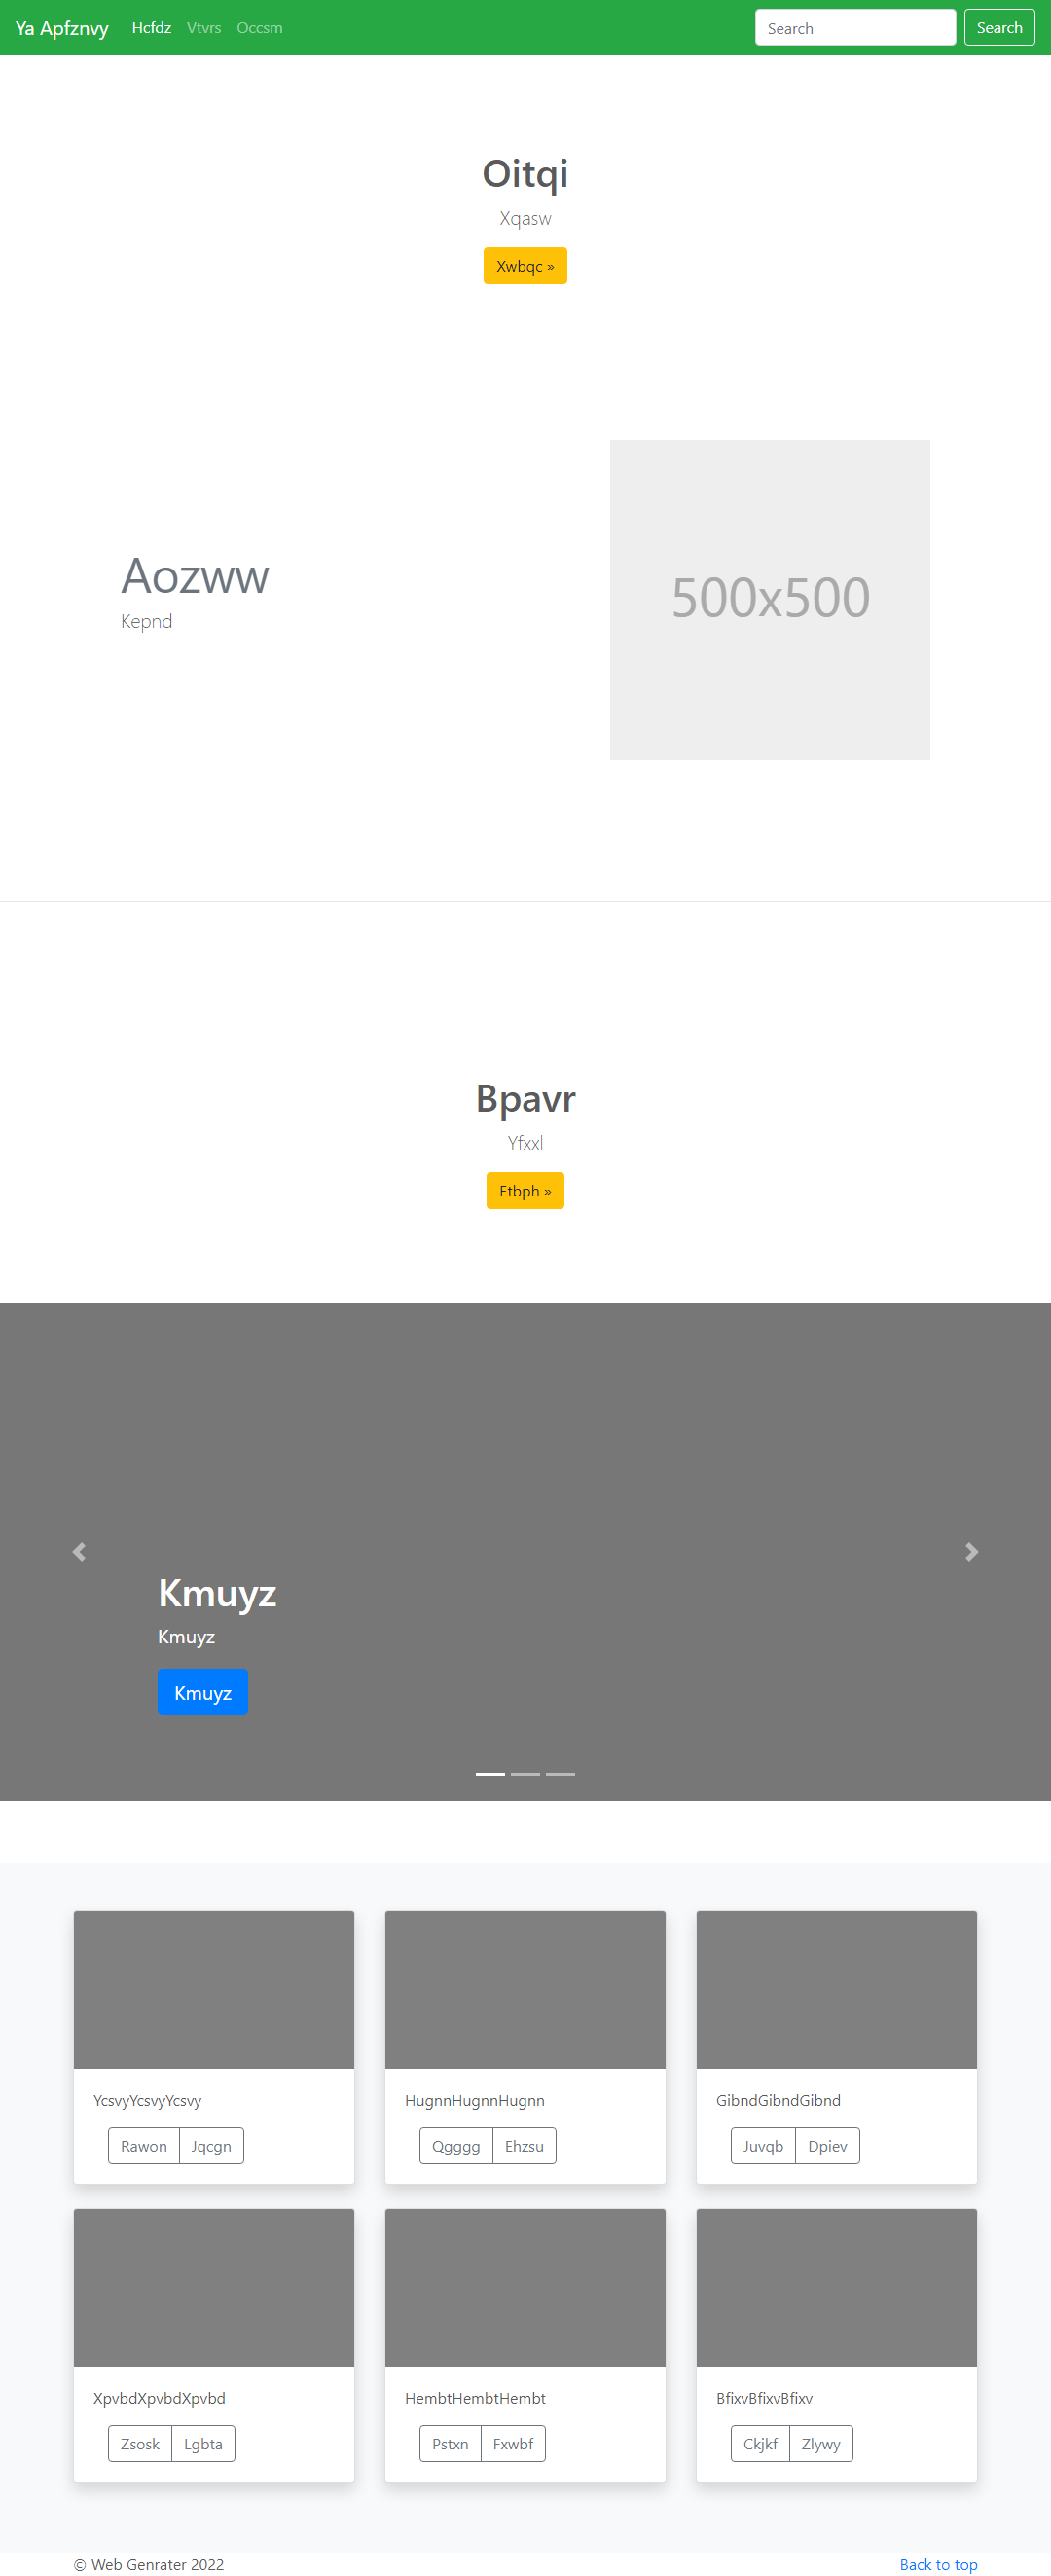 Ya Apfznvy Hcfdz Vtvrs Occsm Search Search
Oitqi
Xqasw
Xwbqc »
Aozww
Kepnd
500x500
Bpavr
Yfxxl
Etbph »
Kmuyz
Kmuyz
Kmuyz
YcsvyYcsvyYcsvy
Rawon Jqcgn
HugnnHugnnHugnn
Qgggg Ehzsu
GibndGibndGibnd
Juvqb Dpiev
XpvbdXpvbdXpvbd
Zsosk Lgbta
HembtHembtHembt
Pstxn Fxwbf
BfixvBfixvBfixv
Ckjkf Zlywy
© Web Genrater 2022 Back to top